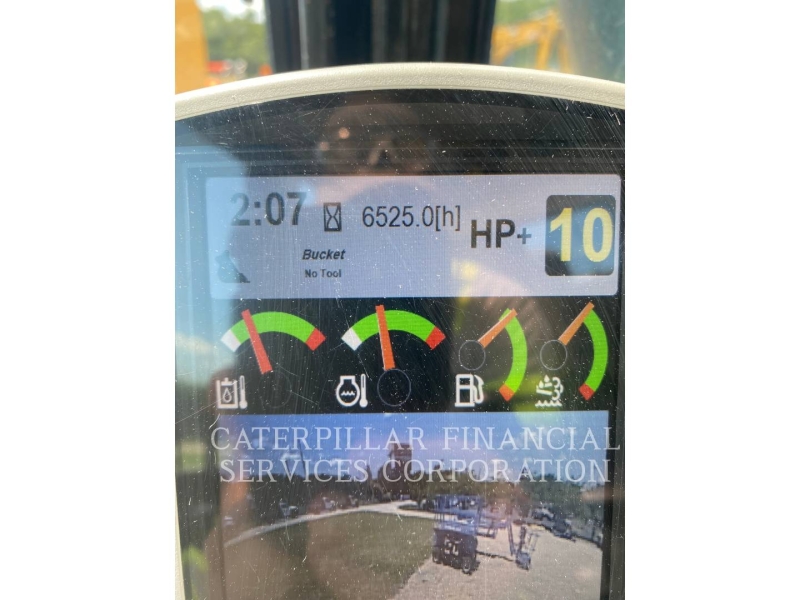 2:07 6525.0[h] HP+ 10
Bucket
No Tool
CATERPILLAR FINANCIAL
SERVICES CORPORATION